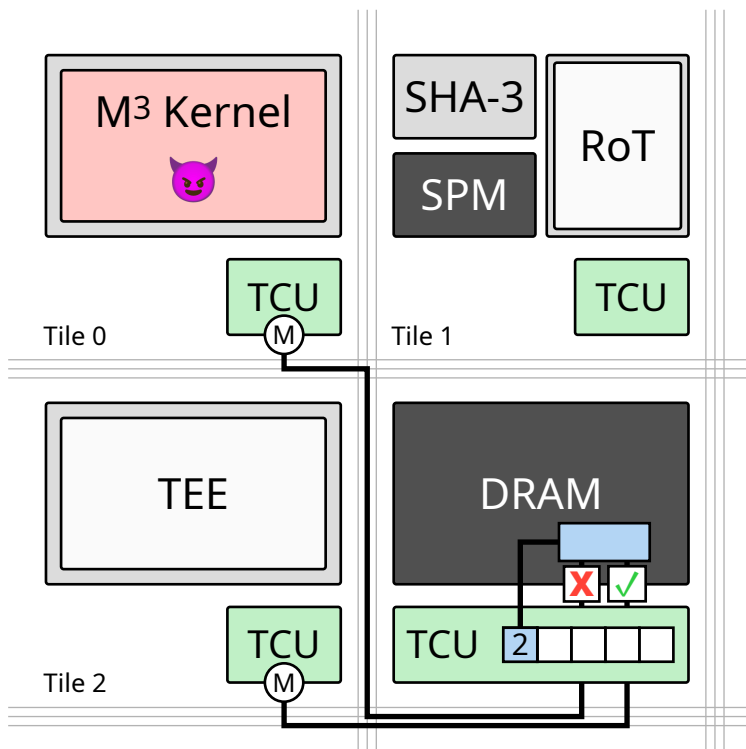 M³ Kernel
SHA-3
SPM
RoT
TCU
M
TCU
Tile 0
Tile 1
TEE
DRAM
TCU
M
TCU
2
Tile 2